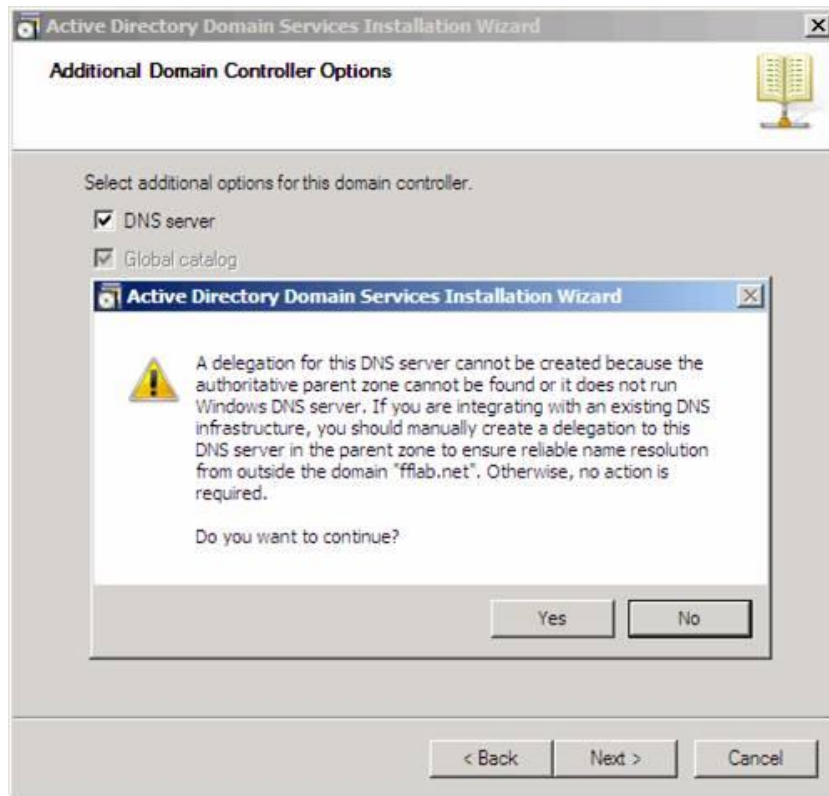 Active Directory Domain Services Installation Wizard
Additional Domain Controller Options
Select additional options for this domain controller.
DNS server
Global catalog
Active Directory Domain Services Installation Wizard
A delegation for this DNS server cannot be created because the
authoritative parent zone cannot be found or it does not run
Windows DNS server. If you are integrating with an existing DNS
infrastructure, you should manually create a delegation to this
DNS server in the parent zone to ensure reliable name resolution
from outside the domain "fflab.net". Otherwise, no action is
required.
Do you want to continue?
Yes No
< Back Next > Cancel